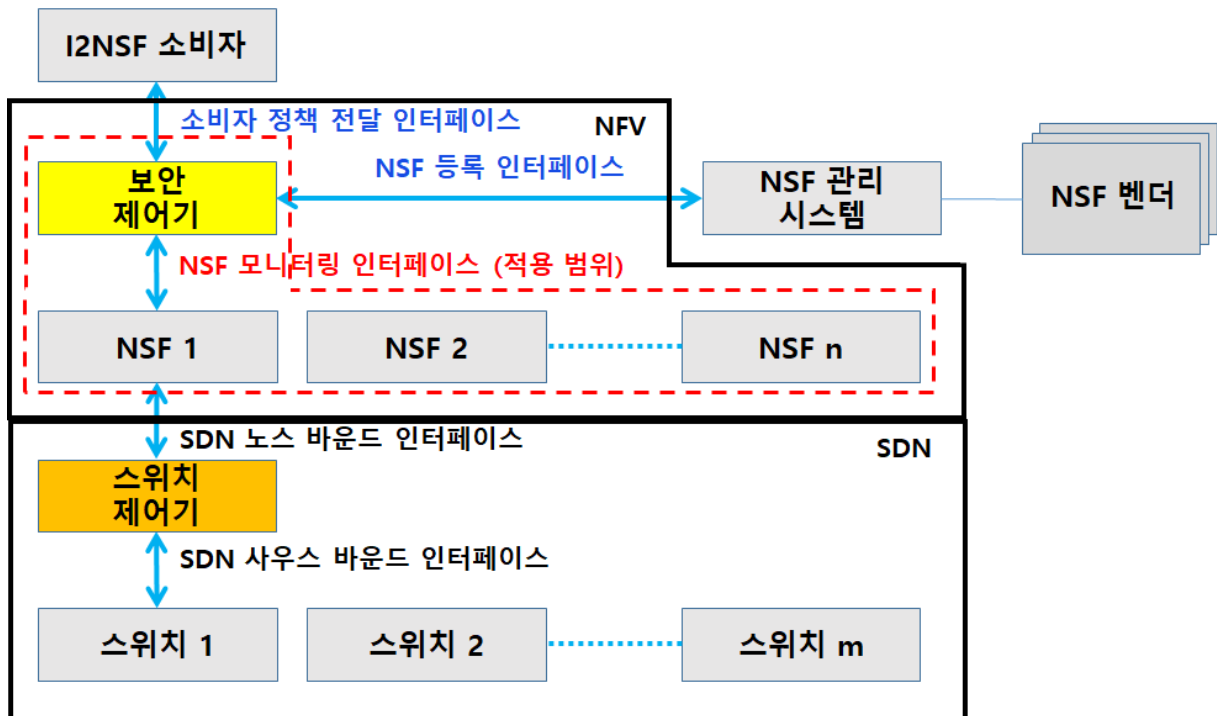 I2NSF 소비자
소비자 정책 전달 인터페이스
NFV
보안
제어기
NSF 등록 인터페이스
NSF 관리
시스템
NSF 벤더
NSF 모니터링 인터페이스 (적용 범위)
NSF 1
NSF 2
NSF n
SDN 노스 바운드 인터페이스
SDN
스위치
제어기
SDN 사우스 바운드 인터페이스
스위치 1
스위치 2
스위치 m